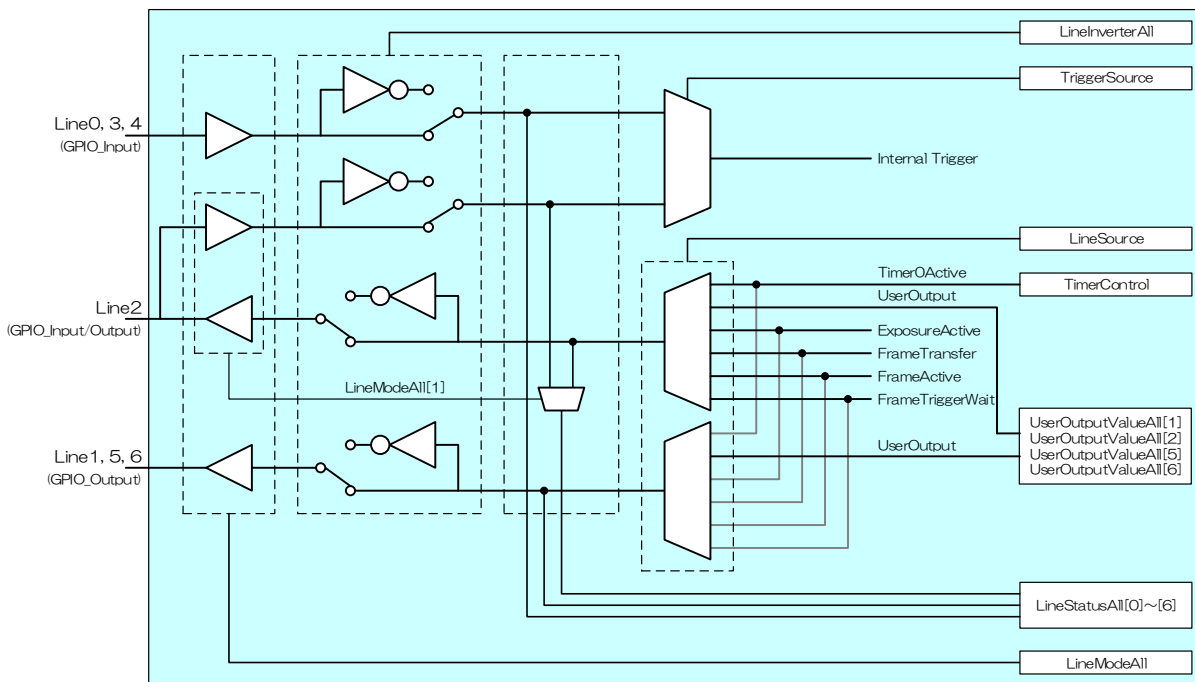 LineInverterAll
TriggerSource
Line0, 3, 4
(GPIO_Input)
Internal Trigger
LineSource
Timer0Active
TimerControl
UserOutput
Line2
(GPIO_Input/Output)
ExposureActive
FrameTransfer
FrameActive
LineModeAll[1]
FrameTriggerWait
UserOutputValueAll[1]
UserOutputValueAll[2]
UserOutputValueAll[5]
UserOutputValueAll[6]
UserOutput
Line1, 5, 6
(GPIO_Output)
LineStatusAll[0]～[6]
LineModeAll